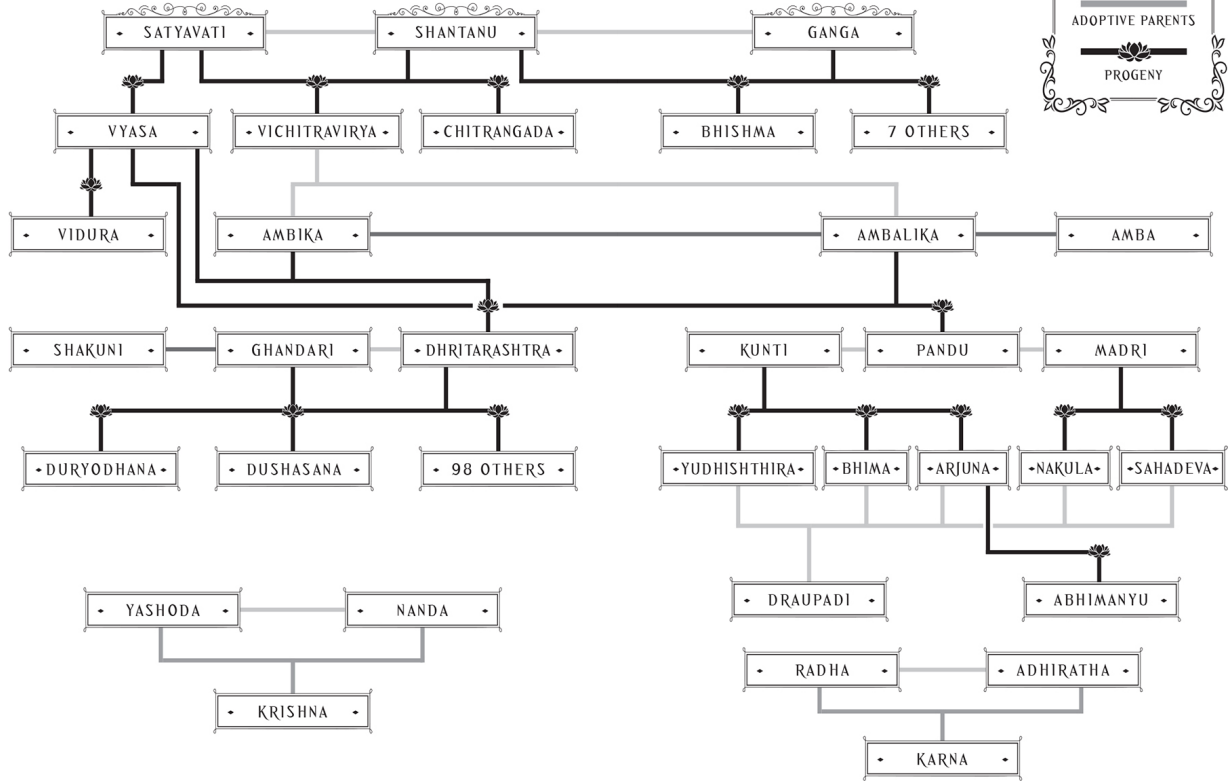 SATYAVATI
SHANTANU
GANGA
ADOPTIVE PARENTS
PROGENY
VYASA
VICHITRAVIRYA
CHITRANGADA
BHISHMA
7 OTHERS
VIDURA
AMBIKA
AMBALIKA
AMBA
SHAKUNI
GHANDARI
DHRITARASHTRA
KUNTI
PANDU
MADRI
DURYODHANA
DUSHASANA
98 OTHERS
YUDHISHTHIRA
BHIMA
ARJUNA
NAKULA
SAHADEVA
YASHODA
NANDA
DRAUPADI
ABHIMANYU
RADHA
ADHIRATHA
KRISHNA
KARNA